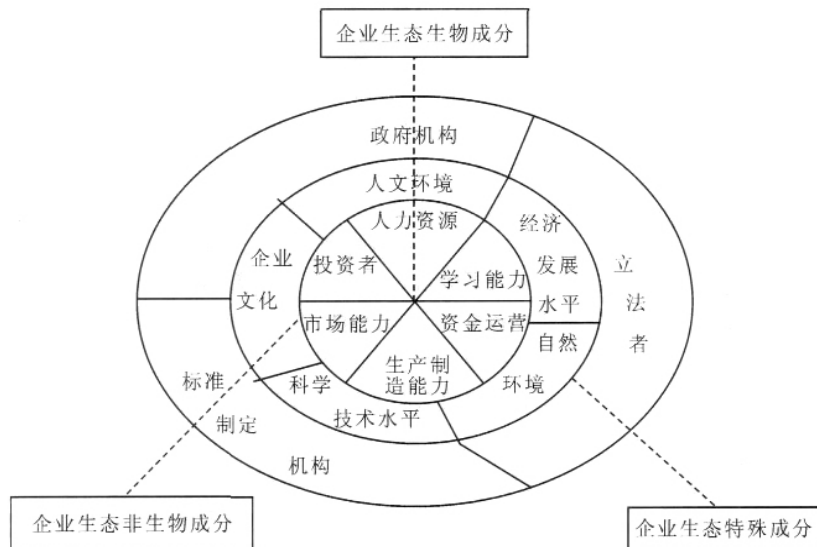 企业生态生物成分
政府机构
人文环境
人力资源
经济
发展
水平
企业
文化
投资者
学习能力
立
法
者
市场能力
资金运营
自然
环境
生产制
造能力
科学
技术水平
标准
制定
机构
企业生态非生物成分
企业生态特殊成分